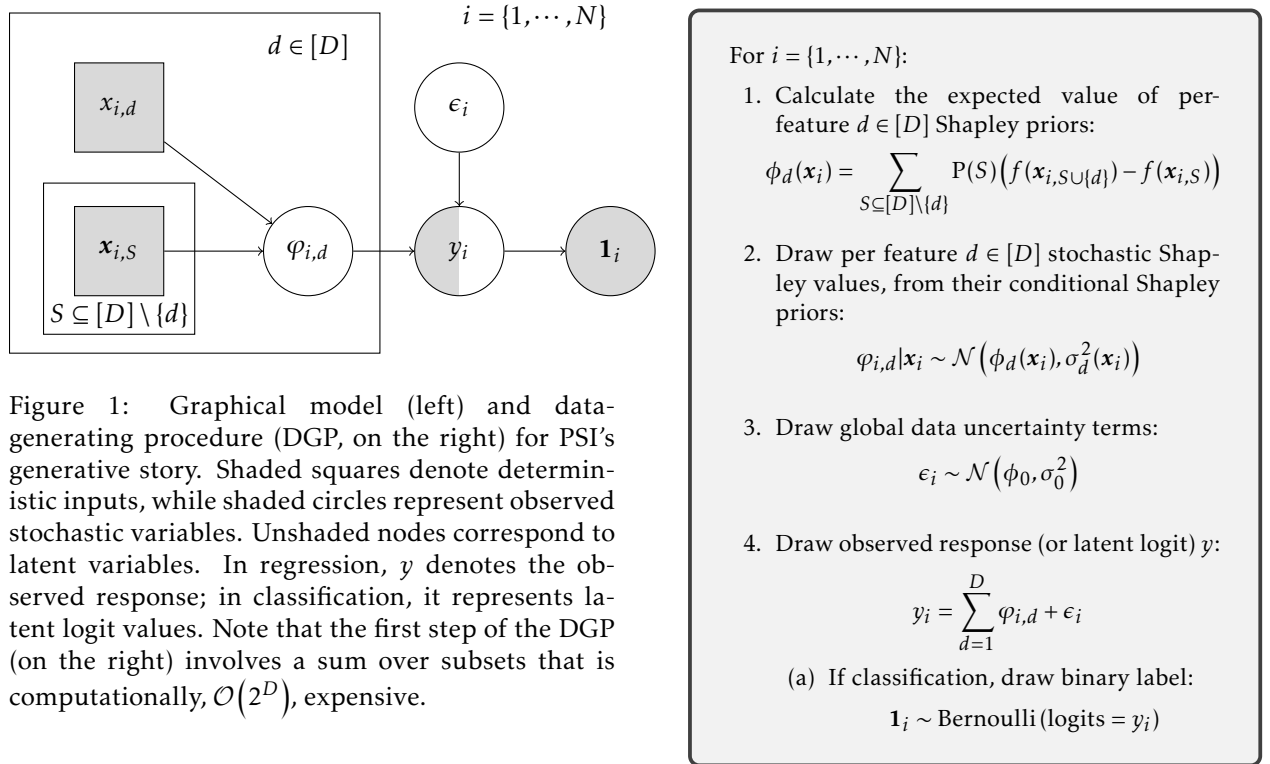 i = {1, ··· , N}
d ∈ [D]
x_{i,d}
ϵ_i
𝒙_{i,S}
φ_{i,d}
y_i
𝟏_i
S ⊆ [D] \ {d}
Figure 1: Graphical model (left) and data-
generating procedure (DGP, on the right) for PSI's
generative story. Shaded squares denote determin-
istic inputs, while shaded circles represent observed
stochastic variables. Unshaded nodes correspond to
latent variables. In regression, y denotes the ob-
served response; in classification, it represents la-
tent logit values. Note that the first step of the DGP
(on the right) involves a sum over subsets that is
computationally, 𝒪(2^D), expensive.
For i = {1, ··· , N}:
1. Calculate the expected value of per-
feature d ∈ [D] Shapley priors:
ϕ_d(𝒙_i) = ∑_{S⊆[D]\{d}} P(S)(f(𝒙_{i,S∪{d}}) − f(𝒙_{i,S}))
2. Draw per feature d ∈ [D] stochastic Shap-
ley values, from their conditional Shapley
priors:
φ_{i,d}|𝒙_i ∼ 𝒩(ϕ_d(𝒙_i), σ_d^2(𝒙_i))
3. Draw global data uncertainty terms:
ϵ_i ∼ 𝒩(ϕ_0, σ_0^2)
4. Draw observed response (or latent logit) y:
y_i = ∑_{d=1}^{D} φ_{i,d} + ϵ_i
(a) If classification, draw binary label:
𝟏_i ∼ Bernoulli(logits = y_i)